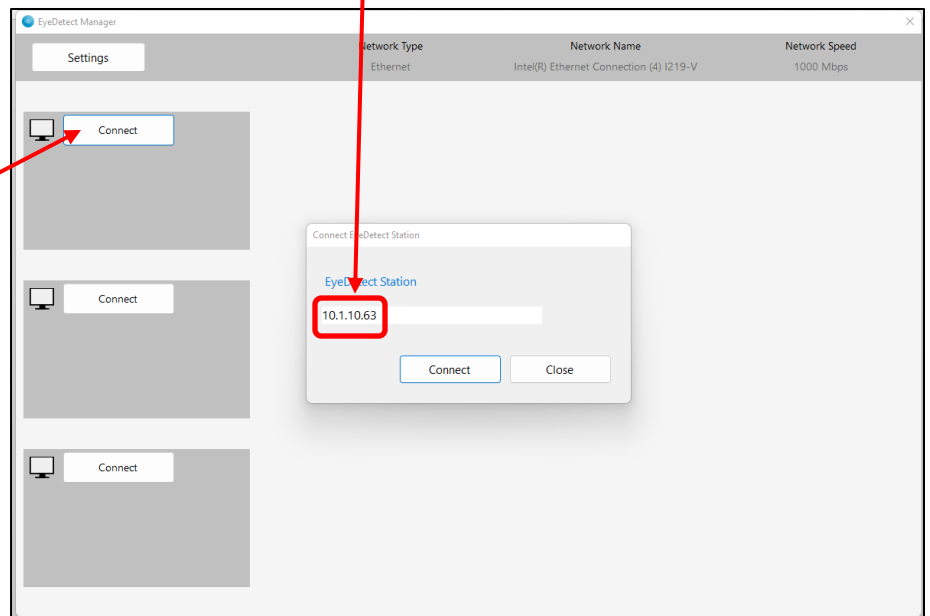 EyeDetect Manager
Settings
Network Type
Network Name
Network Speed
Ethernet
Intel(R) Ethernet Connection (4) I219-V
1000 Mbps
Connect
Connect EyeDetect Station
EyeDetect Station
10.1.10.63
Connect
Close
Connect
Connect